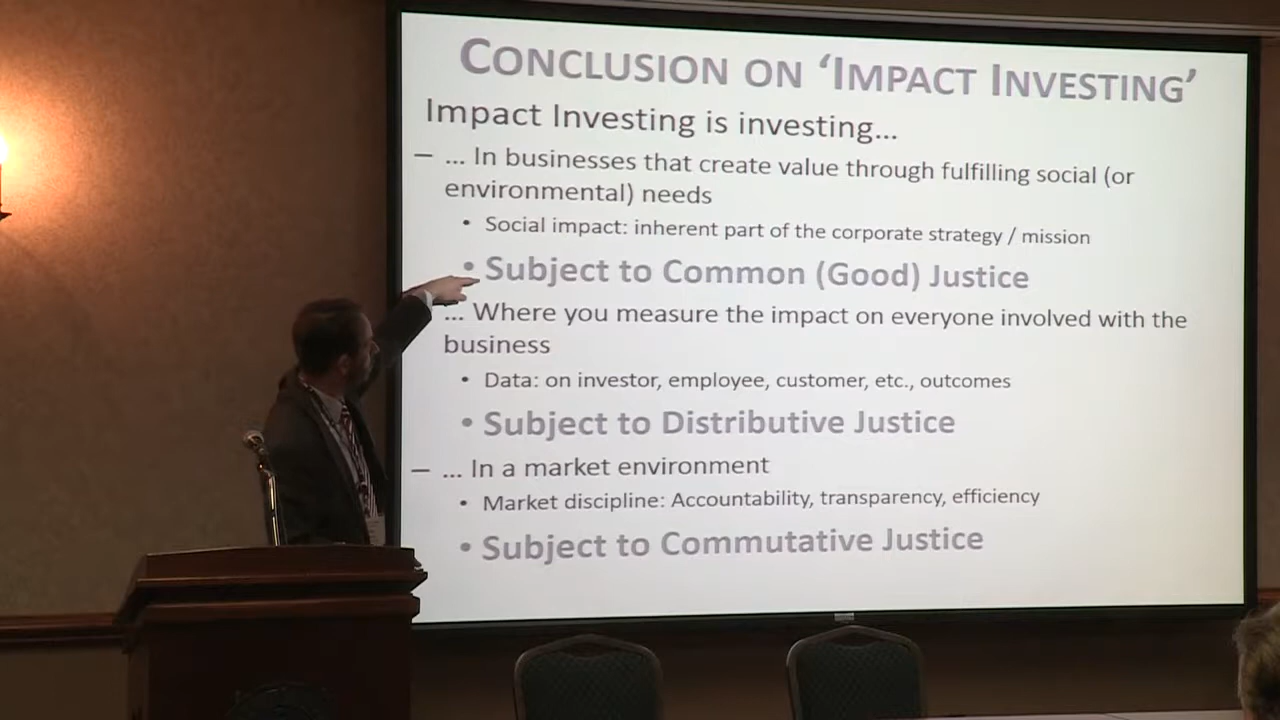 CONCLUSION ON ‘IMPACT INVESTING’
Impact Investing is investing...
– ... In businesses that create value through fulfilling social (or
environmental) needs
• Social impact: inherent part of the corporate strategy / mission
• Subject to Common (Good) Justice
... Where you measure the impact on everyone involved with the
business
• Data: on investor, employee, customer, etc., outcomes
• Subject to Distributive Justice
– ... In a market environment
• Market discipline: Accountability, transparency, efficiency
• Subject to Commutative Justice